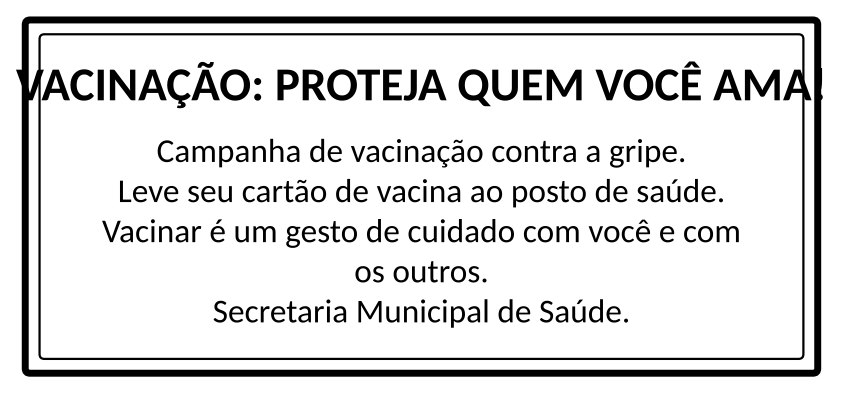 VACINAÇÃO: PROTEJA QUEM VOCÊ AMA!
Campanha de vacinação contra a gripe.
Leve seu cartão de vacina ao posto de saúde.
Vacinar é um gesto de cuidado com você e com
os outros.
Secretaria Municipal de Saúde.